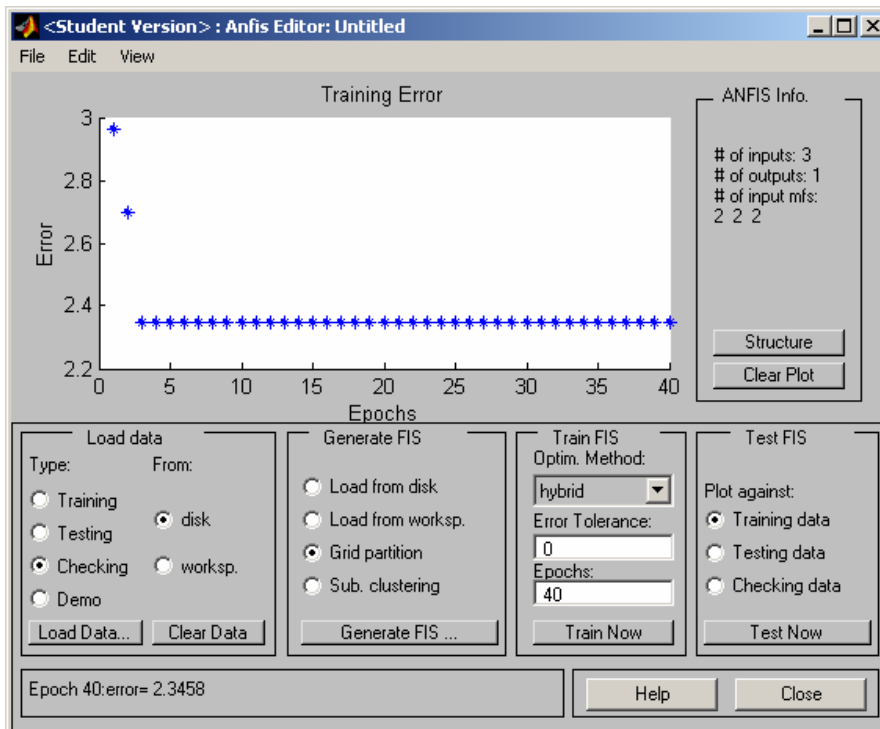 <Student Version> : Anfis Editor: Untitled
File Edit View
Training Error
3
2.8
2.6
2.4
2.2
Error
0 5 10 15 20 25 30 35 40
Epochs
ANFIS Info.
# of inputs: 3
# of outputs: 1
# of input mfs:
2 2 2
Structure
Clear Plot
Load data
Type: From:
Training
Testing
Checking
Demo
disk
worksp.
Load Data... Clear Data
Generate FIS
Load from disk
Load from worksp.
Grid partition
Sub. clustering
Generate FIS ...
Train FIS
Optim. Method:
hybrid
Error Tolerance:
0
Epochs:
40
Train Now
Test FIS
Plot against:
Training data
Testing data
Checking data
Test Now
Epoch 40:error= 2.3458
Help Close